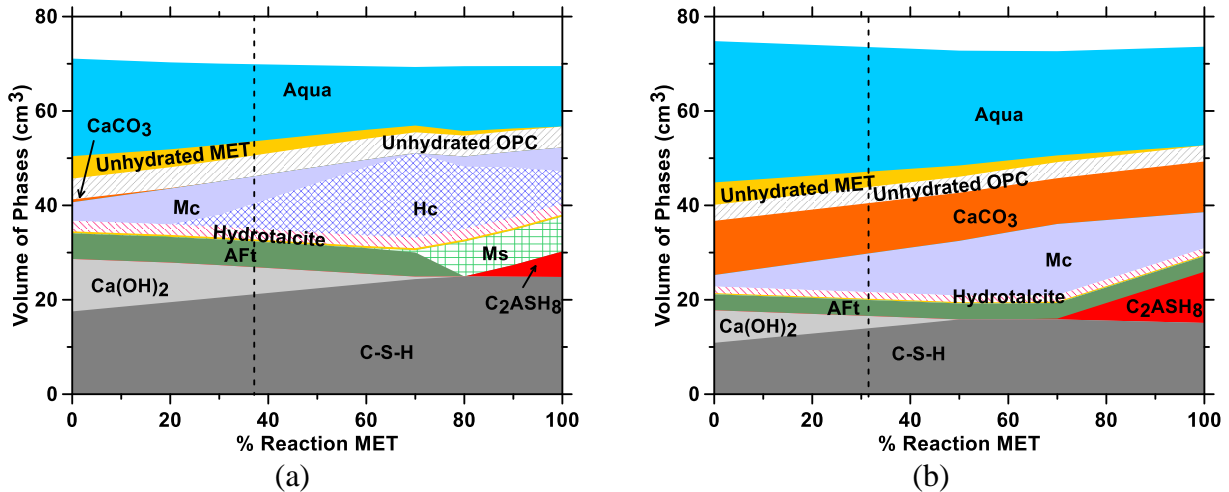 80
60
40
20
0
Volume of Phases (cm³)
Aqua
CaCO₃
Unhydrated MET
Unhydrated OPC
Mc
Hc
Hydrotalcite
AFt
Ms
Ca(OH)₂
C₂ASH₈
C-S-H
0 20 40 60 80 100
% Reaction MET
(a)
80
60
40
20
0
Volume of Phases (cm³)
Aqua
Unhydrated MET
Unhydrated OPC
CaCO₃
Mc
Hydrotalcite
AFt
C₂ASH₈
Ca(OH)₂
C-S-H
0 20 40 60 80 100
% Reaction MET
(b)